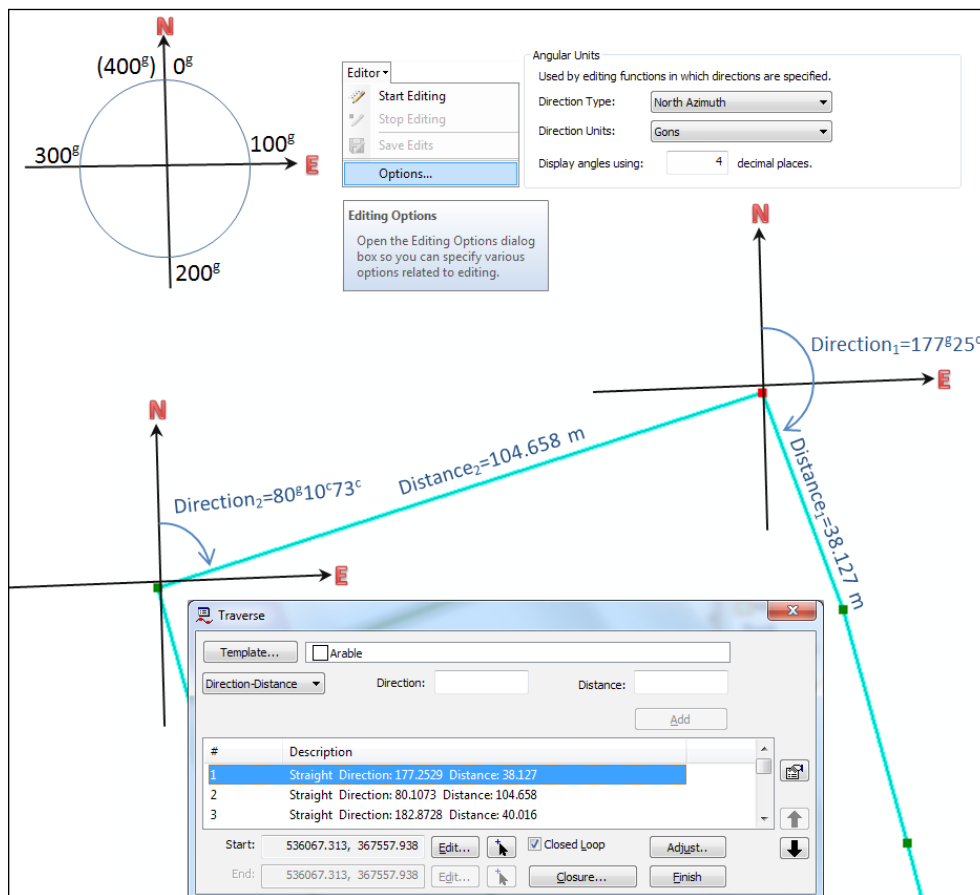 N
(400ᵍ) 0ᵍ
300ᵍ
100ᵍ
E
200ᵍ
Editor
Start Editing
Stop Editing
Save Edits
Options...
Editing Options
Open the Editing Options dialog
box so you can specify various
options related to editing.
Angular Units
Used by editing functions in which directions are specified.
Direction Type: North Azimuth
Direction Units: Gons
Display angles using: 4 decimal places.
N
Direction₁=177ᵍ25ᶜ
E
Distance₁=38.127 m
Distance₂=104.658 m
N
Direction₂=80ᵍ10ᶜ73ᶜ
E
Traverse
Template... Arable
Direction-Distance Direction: Distance:
Add
# Description
1 Straight Direction: 177.2529 Distance: 38.127
2 Straight Direction: 80.1073 Distance: 104.658
3 Straight Direction: 182.8728 Distance: 40.016
Start: 536067.313, 367557.938 Edit... Closed Loop Adjust..
End: 536067.313, 367557.938 Edit... Closure... Finish